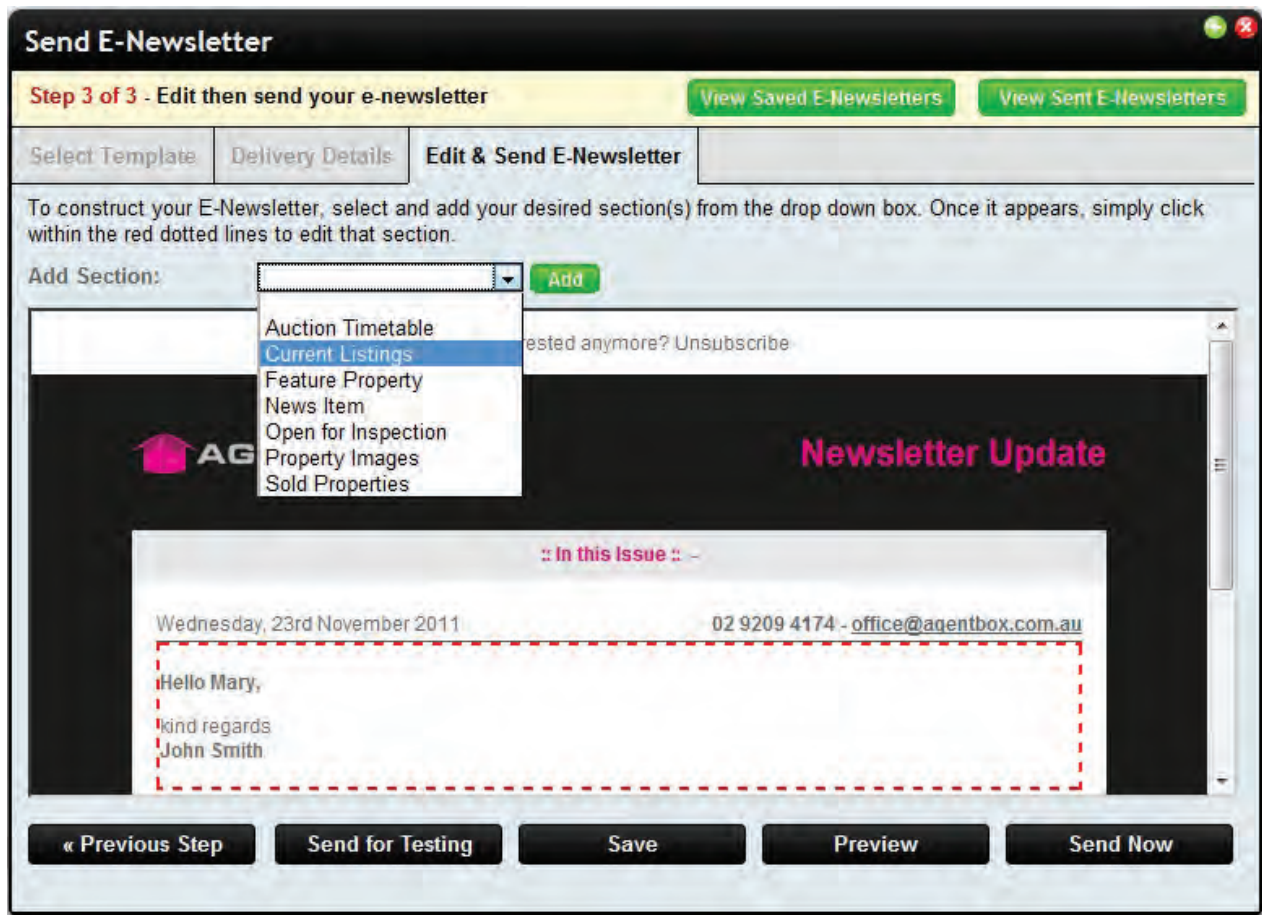 Send E-Newsletter
Step 3 of 3 - Edit then send your e-newsletter
View Saved E-Newsletters
View Sent E-Newsletters
Select Template
Delivery Details
Edit & Send E-Newsletter
To construct your E-Newsletter, select and add your desired section(s) from the drop down box. Once it appears, simply click
within the red dotted lines to edit that section.
Add Section:
Add
Auction Timetable
Current Listings
Feature Property
News Item
Open for Inspection
Property Images
Sold Properties
ested anymore? Unsubscribe
AG
Newsletter Update
:: In this Issue :: -
Wednesday, 23rd November 2011
02 9209 4174 - office@agentbox.com.au
Hello Mary,
kind regards
John Smith
« Previous Step
Send for Testing
Save
Preview
Send Now